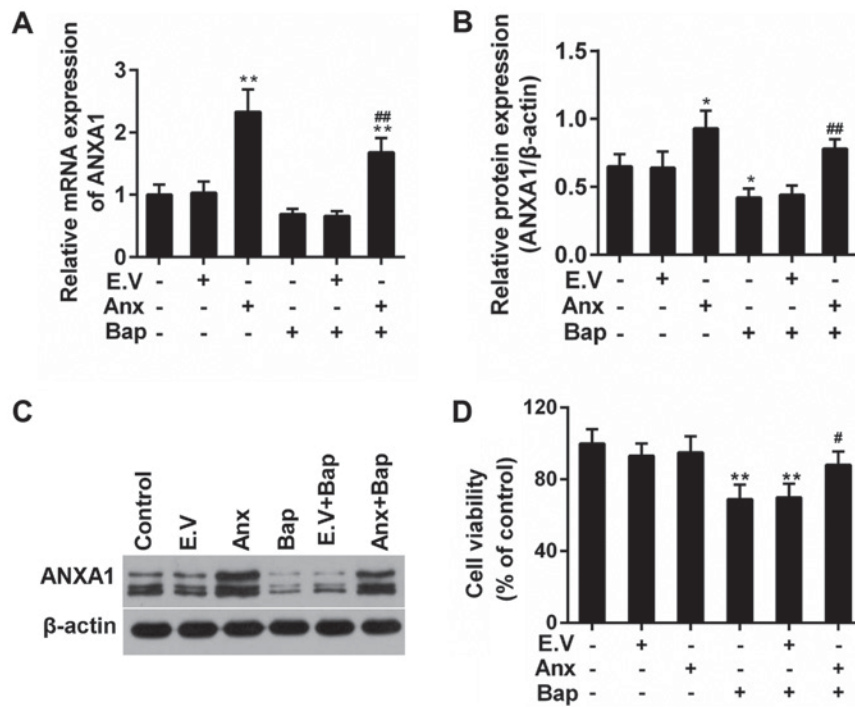 A
Relative mRNA expression
of ANXA1
3
2
1
0
**
##
**
E.V - + - - + -
Anx - - + - - +
Bap - - - + + +
B
Relative protein expression
(ANXA1/β-actin)
1.5
1.0
0.5
0.0
*
*
##
E.V - + - - + -
Anx - - + - - +
Bap - - - + + +
C
Control
E.V
Anx
Bap
E.V+Bap
Anx+Bap
ANXA1
β-actin
D
Cell viability
(% of control)
120
80
40
0
**
**
#
E.V - + - - + -
Anx - - + - - +
Bap - - - + + +